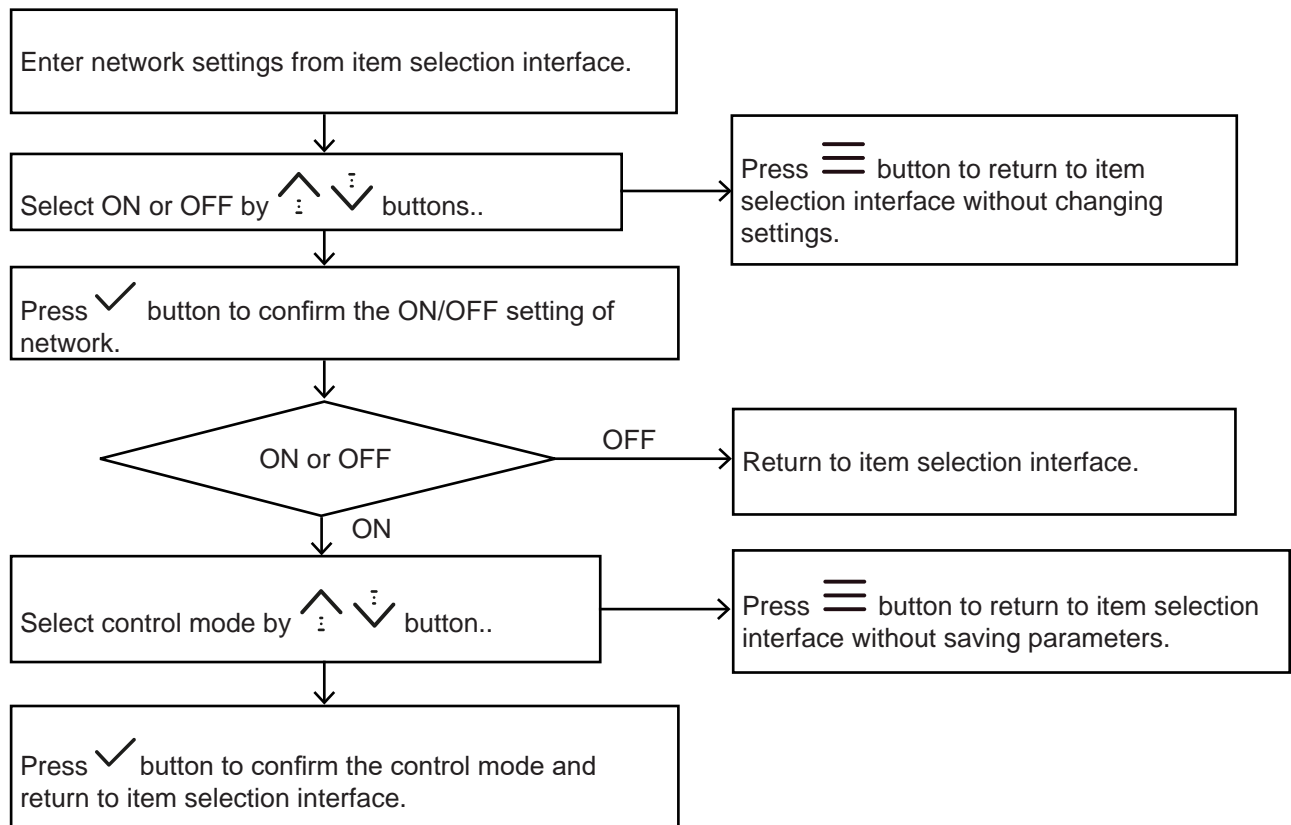 Enter network settings from item selection interface.
Select ON or OFF by buttons..
Press button to return to item
selection interface without changing
settings.
Press button to confirm the ON/OFF setting of
network.
ON or OFF
OFF
Return to item selection interface.
ON
Select control mode by button..
Press button to return to item selection
interface without saving parameters.
Press button to confirm the control mode and
return to item selection interface.